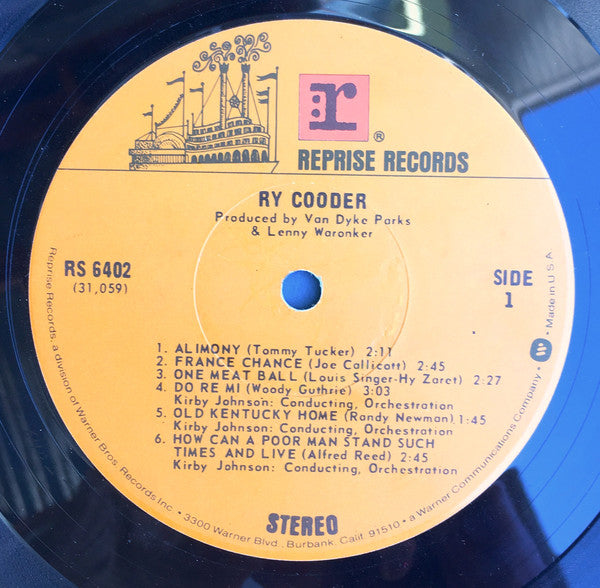 r
®
REPRISE RECORDS
RY COODER
Produced by Van Dyke Parks
& Lenny Waronker
RS 6402
(31,059)
SIDE
1
1. ALIMONY (Tommy Tucker) 2:11
2. FRANCE CHANCE (Joe Callicott) 2:45
3. ONE MEAT BALL (Louis Singer-Hy Zaret) 2:27
4. DO RE MI (Woody Guthrie) 3:03
Kirby Johnson: Conducting, Orchestration
5. OLD KENTUCKY HOME (Randy Newman) 1:45
Kirby Johnson: Conducting, Orchestration
6. HOW CAN A POOR MAN STAND SUCH
TIMES AND LIVE (Alfred Reed) 2:45
Kirby Johnson: Conducting, Orchestration
STEREO
Reprise Records, a division of Warner Bros. Records Inc. • 3300 Warner Blvd., Burbank, Calif. 91510 • a Warner Communications Company • Made in U.S.A.